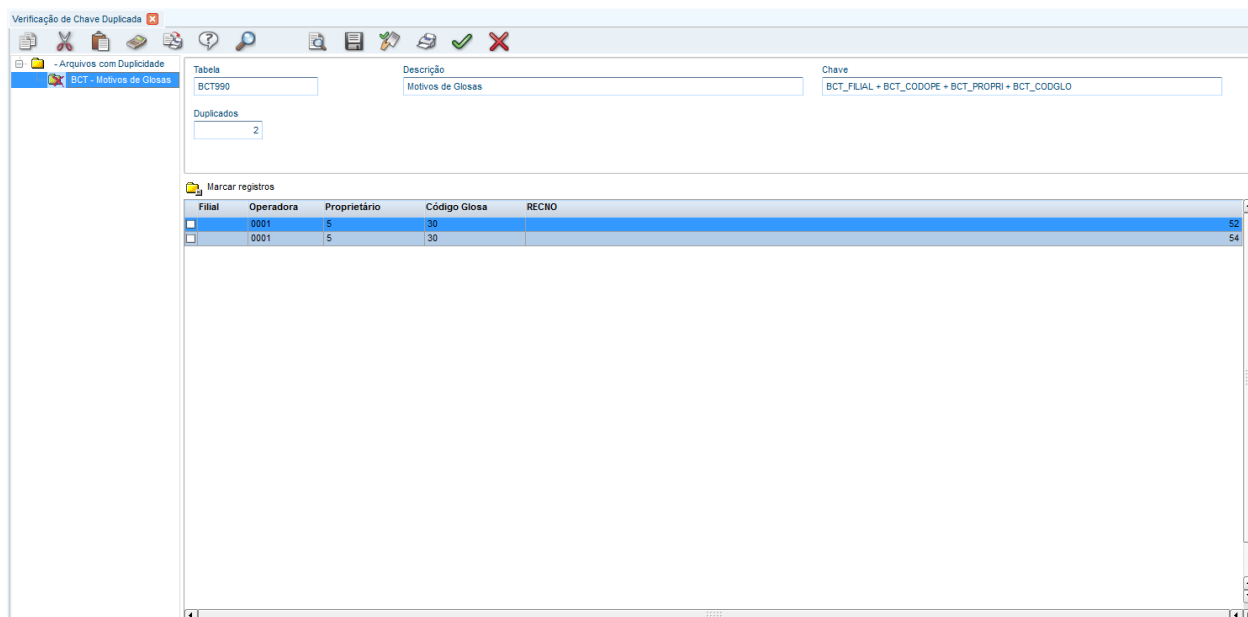 Verificação de Chave Duplicada
- Arquivos com Duplicidade
BCT - Motivos de Glosas
Tabela Descrição Chave
BCT990 Motivos de Glosas BCT_FILIAL + BCT_CODOPE + BCT_PROPRI + BCT_CODGLO
Duplicados
2
Marcar registros
Filial Operadora Proprietário Código Glosa RECNO
0001 5 30 52
0001 5 30 54